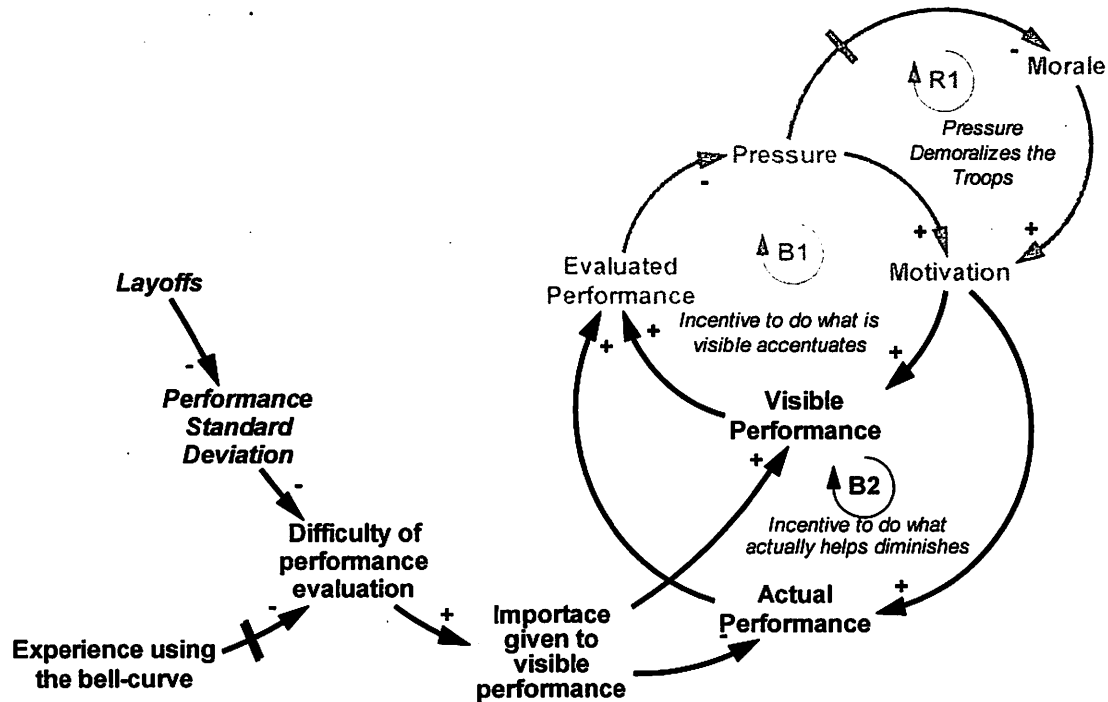 Morale
R1
Pressure
Demoralizes the
Troops
Pressure
-
-
+
+
B1
Evaluated
Performance
Motivation
Layoffs
Incentive to do what is
visible accentuates
+
+
+
-
Performance
Standard
Deviation
Visible
Performance
+
-
B2
Incentive to do what
actually helps diminishes
Difficulty of
performance
evaluation
-
+
Actual
Performance
+
-
Importace
given to
visible
performance
Experience using
the bell-curve